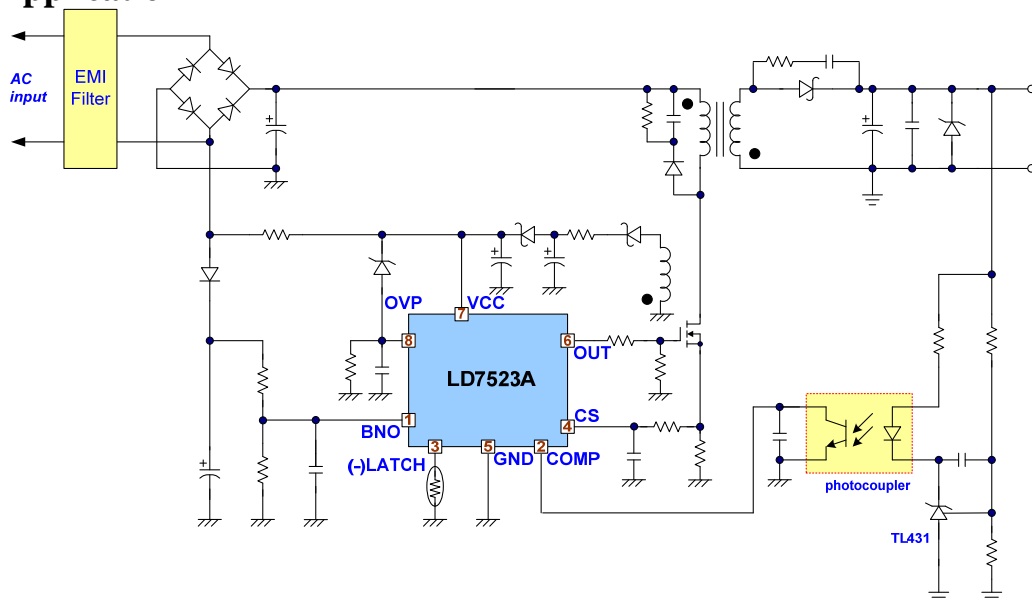 AC
input
EMI
Filter
OVP
VCC
7
8
6
OUT
LD7523A
1
BNO
CS
4
3
5
2
(-)LATCH
GND
COMP
photocoupler
TL431
+
+
+
+
+